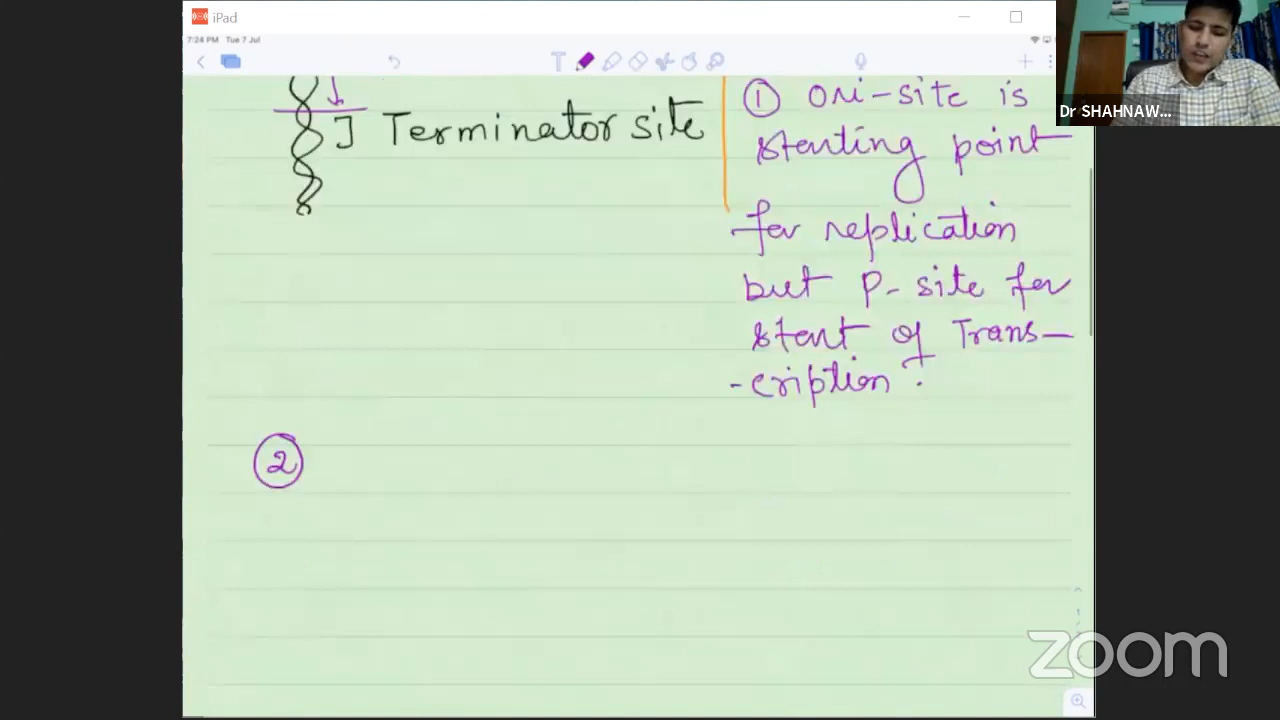 iPad
7:24 PM Tue 7 Jul
Dr SHAHNAW...
] Terminator site
① Ori-site is
starting point
for replication
but P-site for
start of Trans-
-cription.
②
zoom